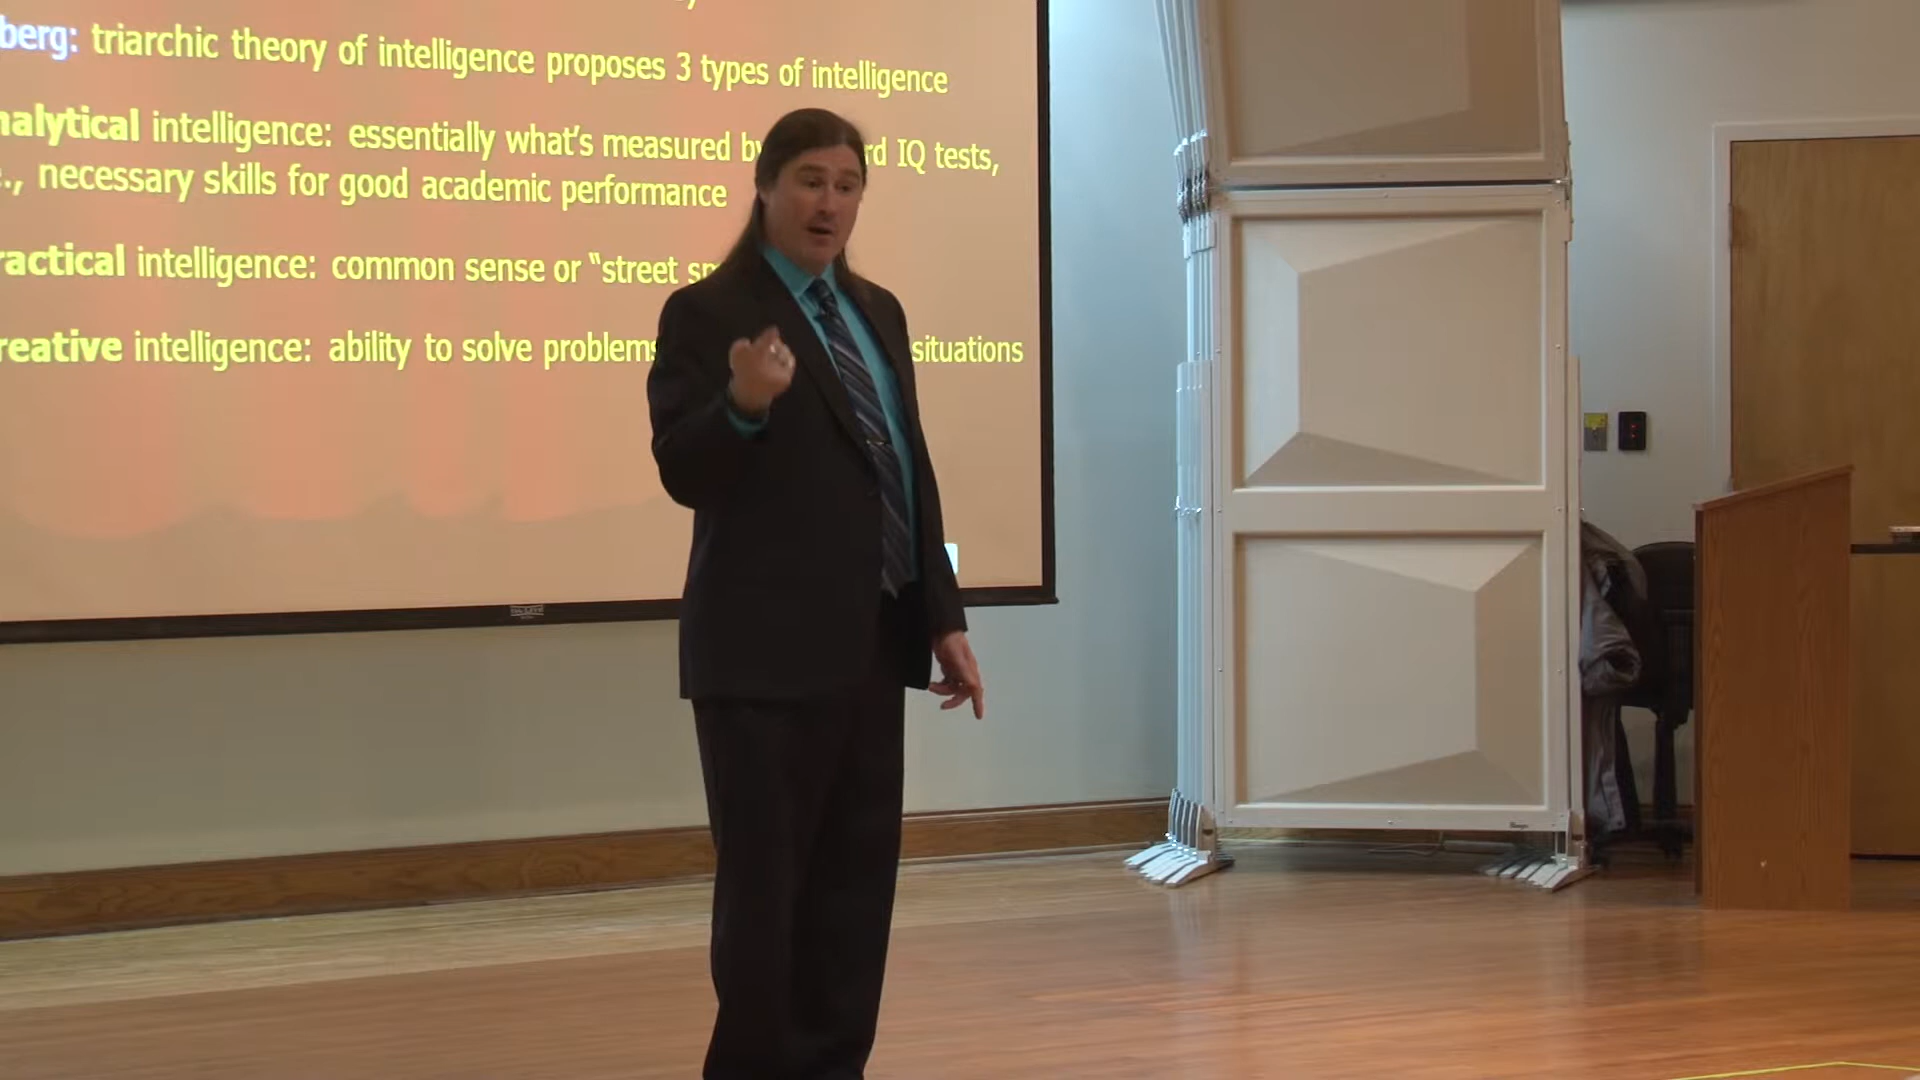 berg: triarchic theory of intelligence proposes 3 types of intelligence
nalytical intelligence: essentially what's measured by rd IQ tests,
., necessary skills for good academic performance
ractical intelligence: common sense or “street sm
reative intelligence: ability to solve problems situations